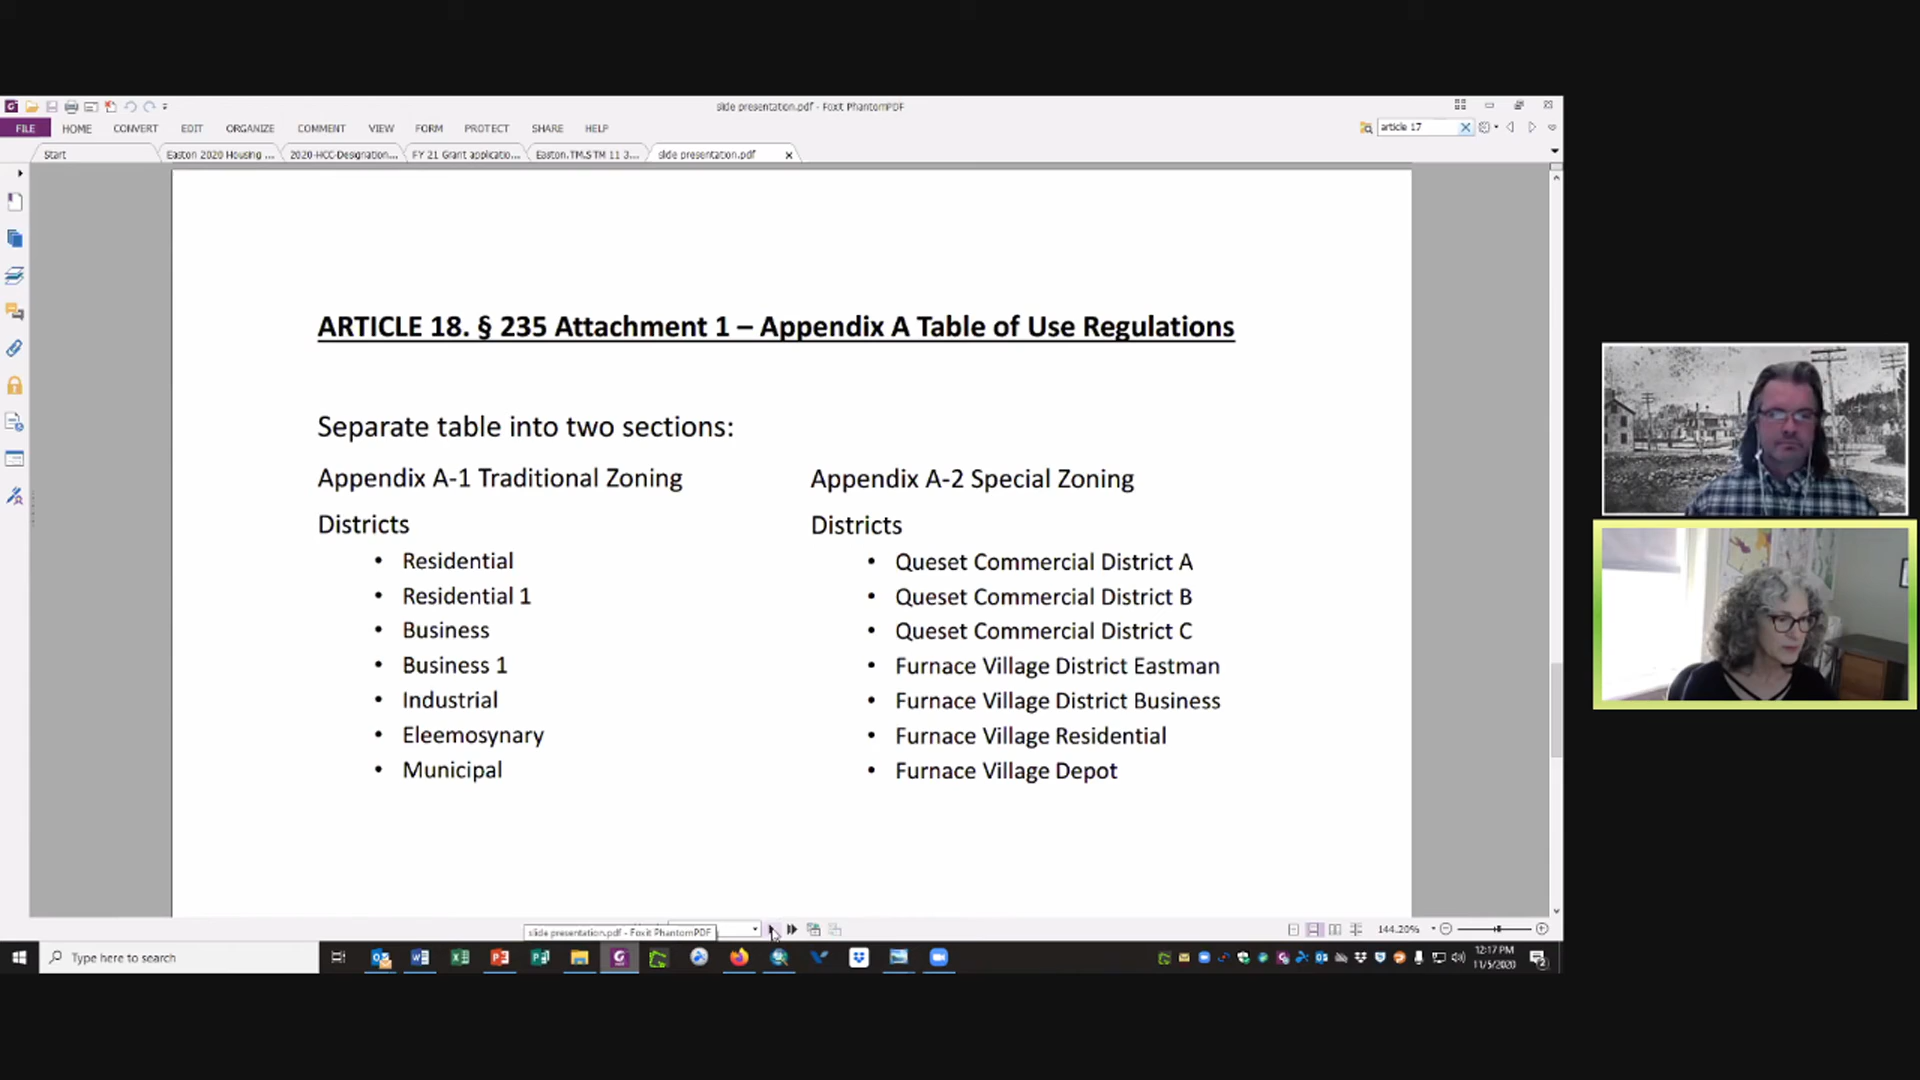 slide presentation.pdf - Foxit PhantomPDF
FILE HOME CONVERT EDIT ORGANIZE COMMENT VIEW FORM PROTECT SHARE HELP
article 17
Start Easton 2020 Housing ... 2020-HCC-Designation... FY 21 Grant applicatio... Easton.TM.STM 11 3... slide presentation.pdf
ARTICLE 18. § 235 Attachment 1 – Appendix A Table of Use Regulations
Separate table into two sections:
Appendix A-1 Traditional Zoning
Districts
• Residential
• Residential 1
• Business
• Business 1
• Industrial
• Eleemosynary
• Municipal
Appendix A-2 Special Zoning
Districts
• Queset Commercial District A
• Queset Commercial District B
• Queset Commercial District C
• Furnace Village District Eastman
• Furnace Village District Business
• Furnace Village Residential
• Furnace Village Depot
slide presentation.pdf - Foxit PhantomPDF
144.20%
Type here to search
12:17 PM
11/5/2020